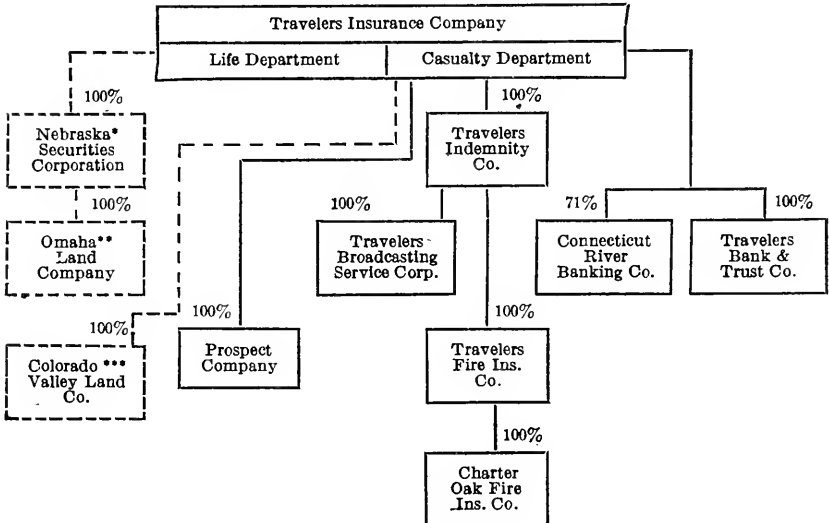 Travelers Insurance Company
Life Department
Casualty Department
100%
Nebraska*
Securities
Corporation
100%
Omaha**
Land
Company
100%
Colorado ***
Valley Land
Co.
100%
Prospect
Company
100%
Travelers
Indemnity
Co.
100%
Travelers
Broadcasting
Service Corp.
100%
Travelers
Fire Ins.
Co.
100%
Charter
Oak Fire
Ins. Co.
71%
Connecticut
River
Banking Co.
100%
Travelers
Bank &
Trust Co.